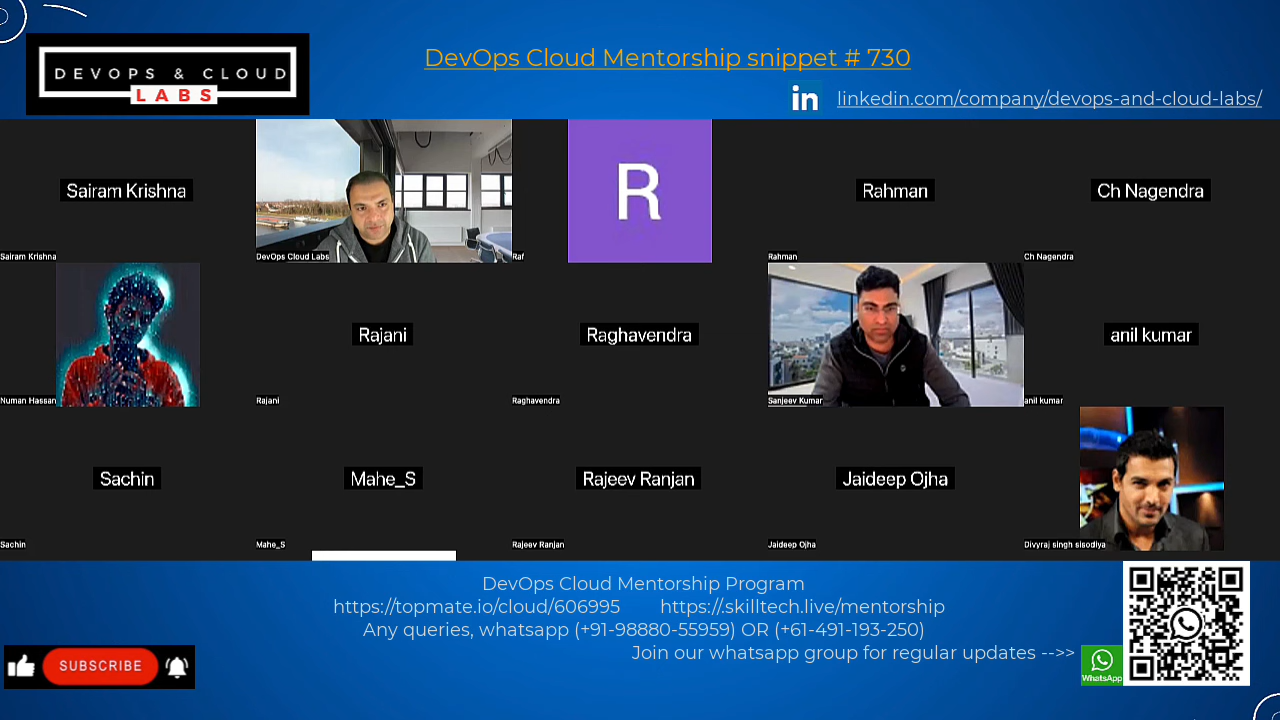 DevOps Cloud Mentorship snippet # 730
DEVOPS & CLOUD
LABS
in linkedin.com/company/devops-and-cloud-labs/
Sairam Krishna
R
Rahman
Ch Nagendra
Sairam Krishna
DevOps Cloud Labs
Raf
Rahman
Ch Nagendra
Rajani
Raghavendra
anil kumar
Numan Hassan
Rajani
Raghavendra
Sanjeev Kumar
anil kumar
Sachin
Mahe_S
Rajeev Ranjan
Jaideep Ojha
Sachin
Mahe_S
Rajeev Ranjan
Jaideep Ojha
Divyraj singh sisodiya
DevOps Cloud Mentorship Program
https://topmate.io/cloud/606995 https://.skilltech.live/mentorship
Any queries, whatsapp (+91-98880-55959) OR (+61-491-193-250)
Join our whatsapp group for regular updates -->>
SUBSCRIBE
WhatsApp